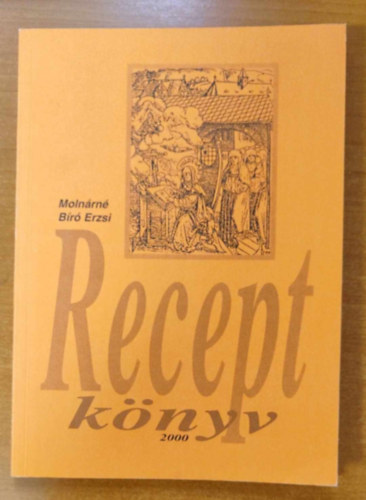 Molnárné
Bíró Erzsi
Recept
könyv
2000